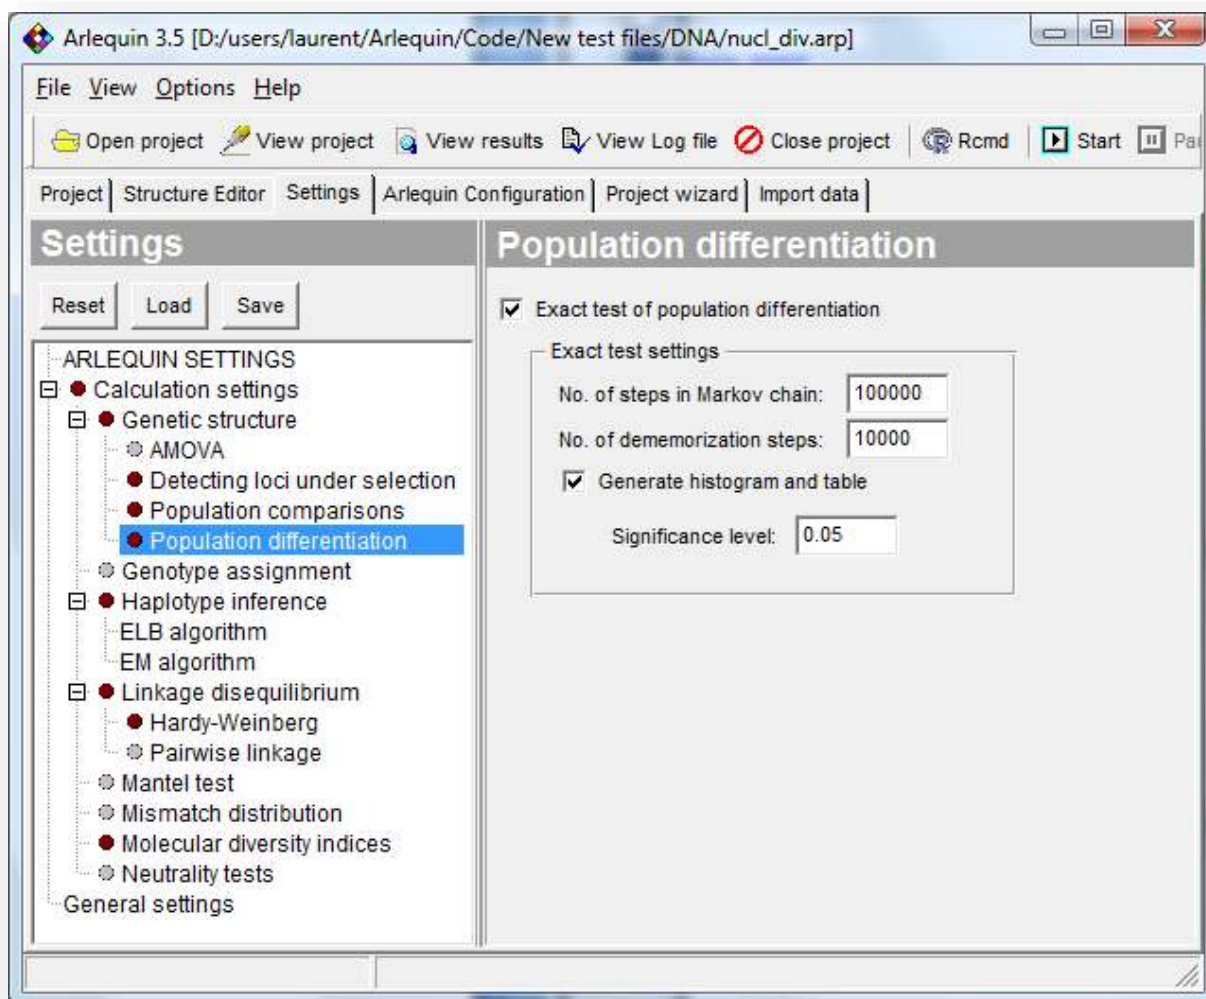 Arlequin 3.5 [D:/users/laurent/Arlequin/Code/New test files/DNA/nucl_div.arp]
File View Options Help
Open project View project View results View Log file Close project Rcmd Start
Project Structure Editor Settings Arlequin Configuration Project wizard Import data
Settings
Reset Load Save
ARLEQUIN SETTINGS
Calculation settings
Genetic structure
AMOVA
Detecting loci under selection
Population comparisons
Population differentiation
Genotype assignment
Haplotype inference
ELB algorithm
EM algorithm
Linkage disequilibrium
Hardy-Weinberg
Pairwise linkage
Mantel test
Mismatch distribution
Molecular diversity indices
Neutrality tests
General settings
Population differentiation
Exact test of population differentiation
Exact test settings
No. of steps in Markov chain: 100000
No. of dememorization steps: 10000
Generate histogram and table
Significance level: 0.05